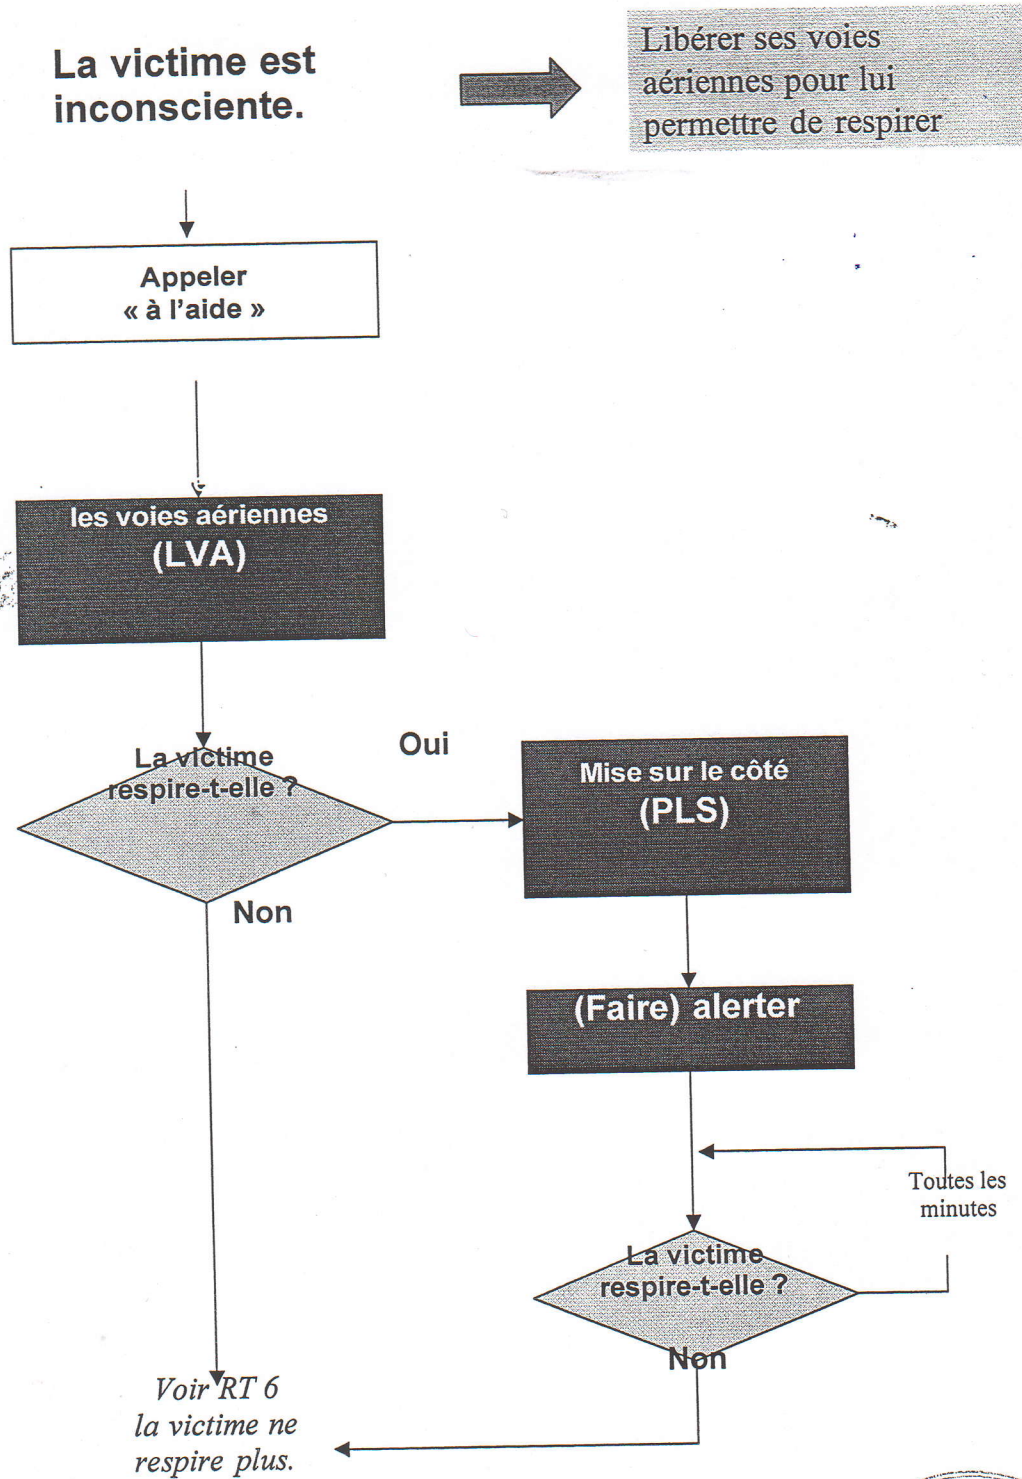 La victime est
inconsciente.
Libérer ses voies
aériennes pour lui
permettre de respirer
Appeler
« à l'aide »
les voies aériennes
(LVA)
La victime
respire-t-elle ?
Oui
Mise sur le côté
(PLS)
Non
(Faire) alerter
Toutes les
minutes
La victime
respire-t-elle ?
Non
Voir RT 6
la victime ne
respire plus.